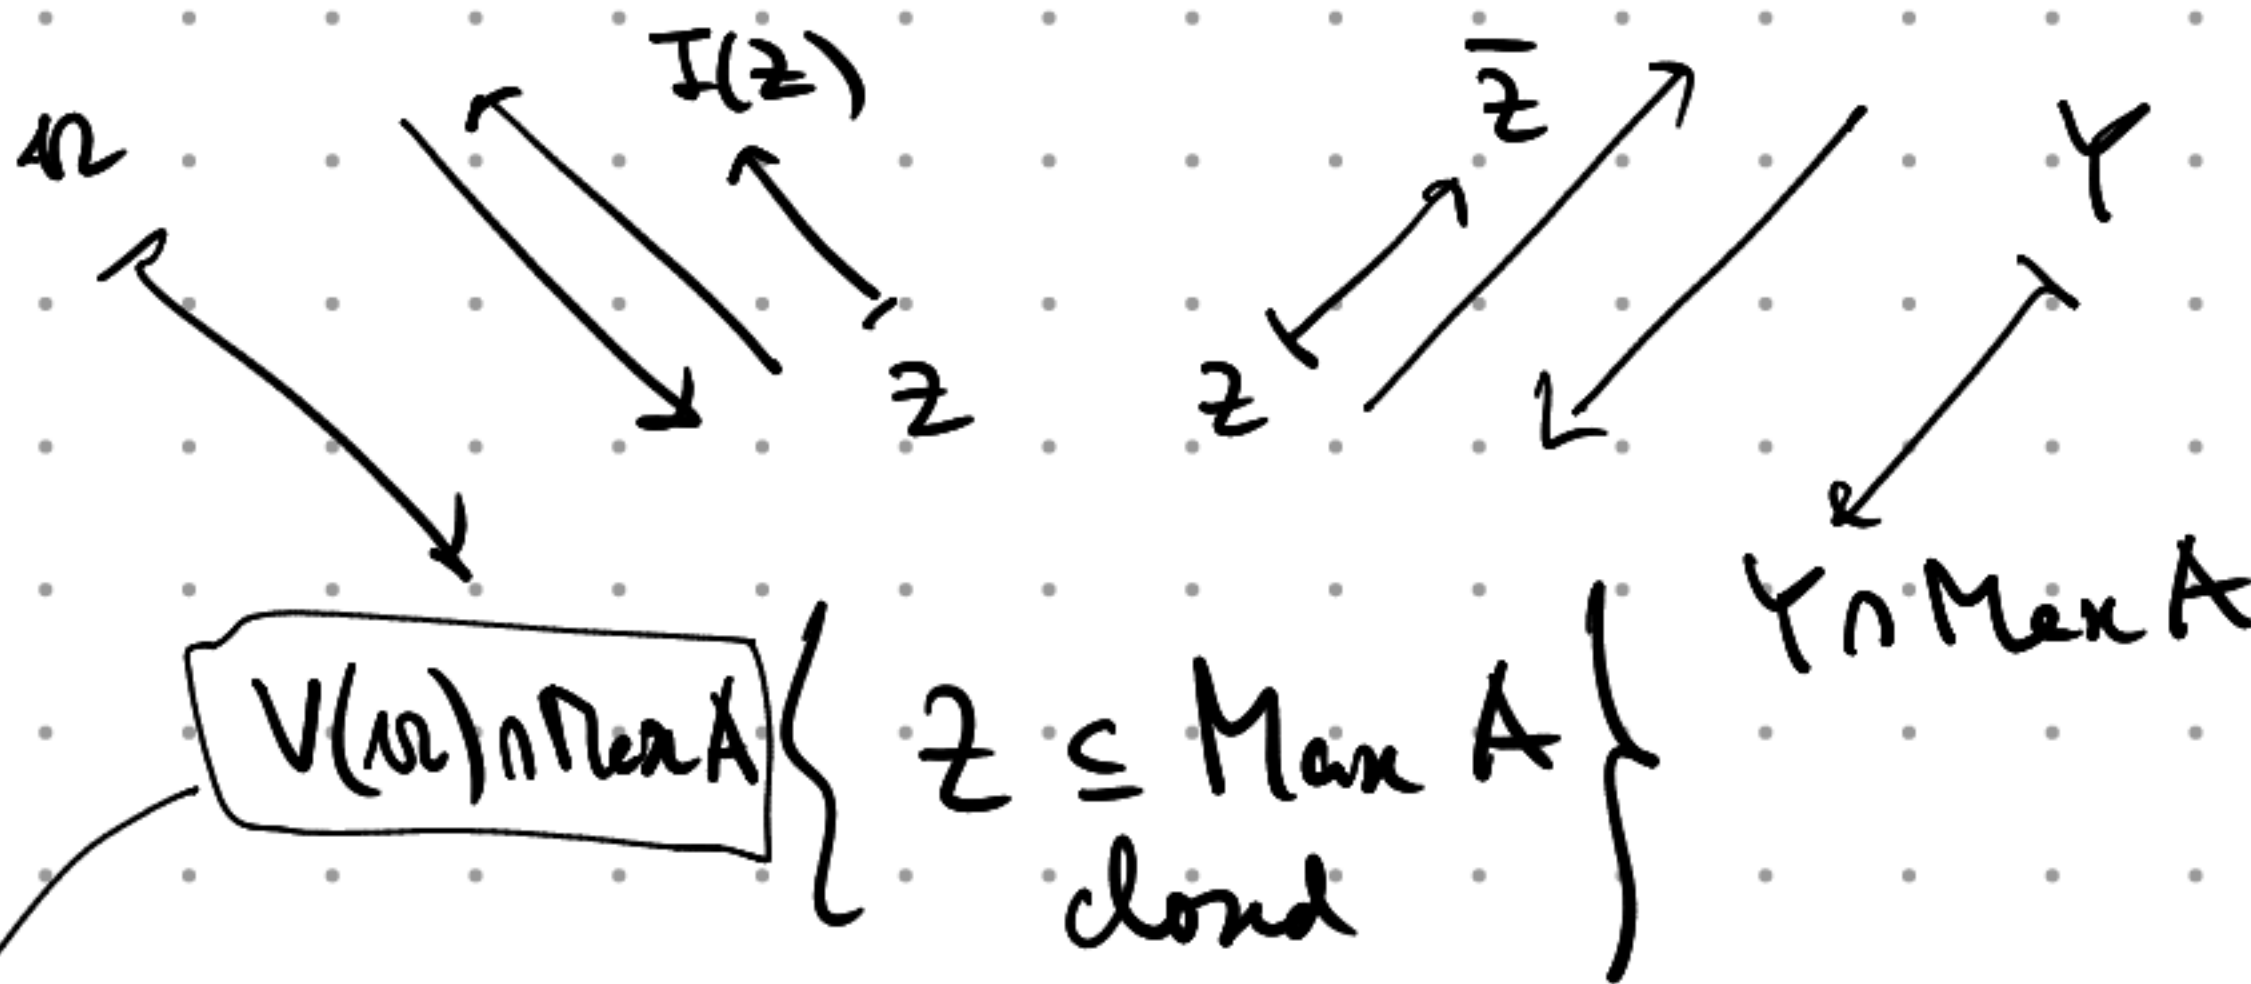 I(Z) Z̅
𝔞 Y
Z Z
Y ∩ Max A
V(𝔞) ∩ Max A { Z ⊆ Max A }
closed